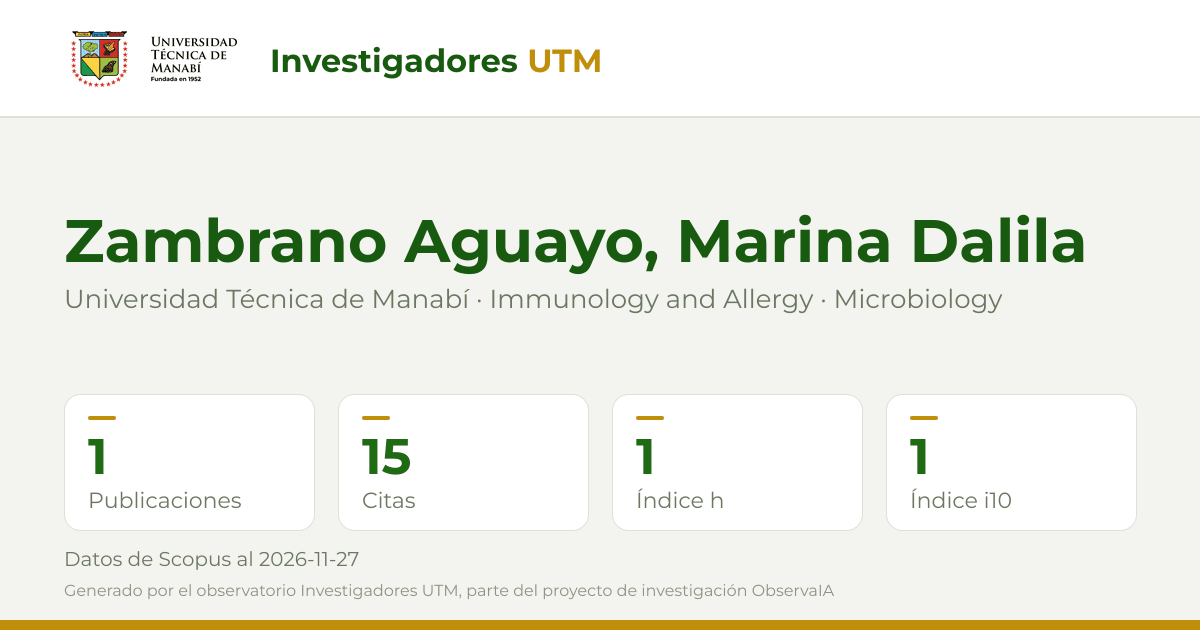 UNIVERSIDAD
TÉCNICA DE
MANABÍ
Fundada en 1952
Investigadores UTM
Zambrano Aguayo, Marina Dalila
Universidad Técnica de Manabí · Immunology and Allergy · Microbiology
1
Publicaciones
15
Citas
1
Índice h
1
Índice i10
Datos de Scopus al 2026-11-27
Generado por el observatorio Investigadores UTM, parte del proyecto de investigación ObservaIA